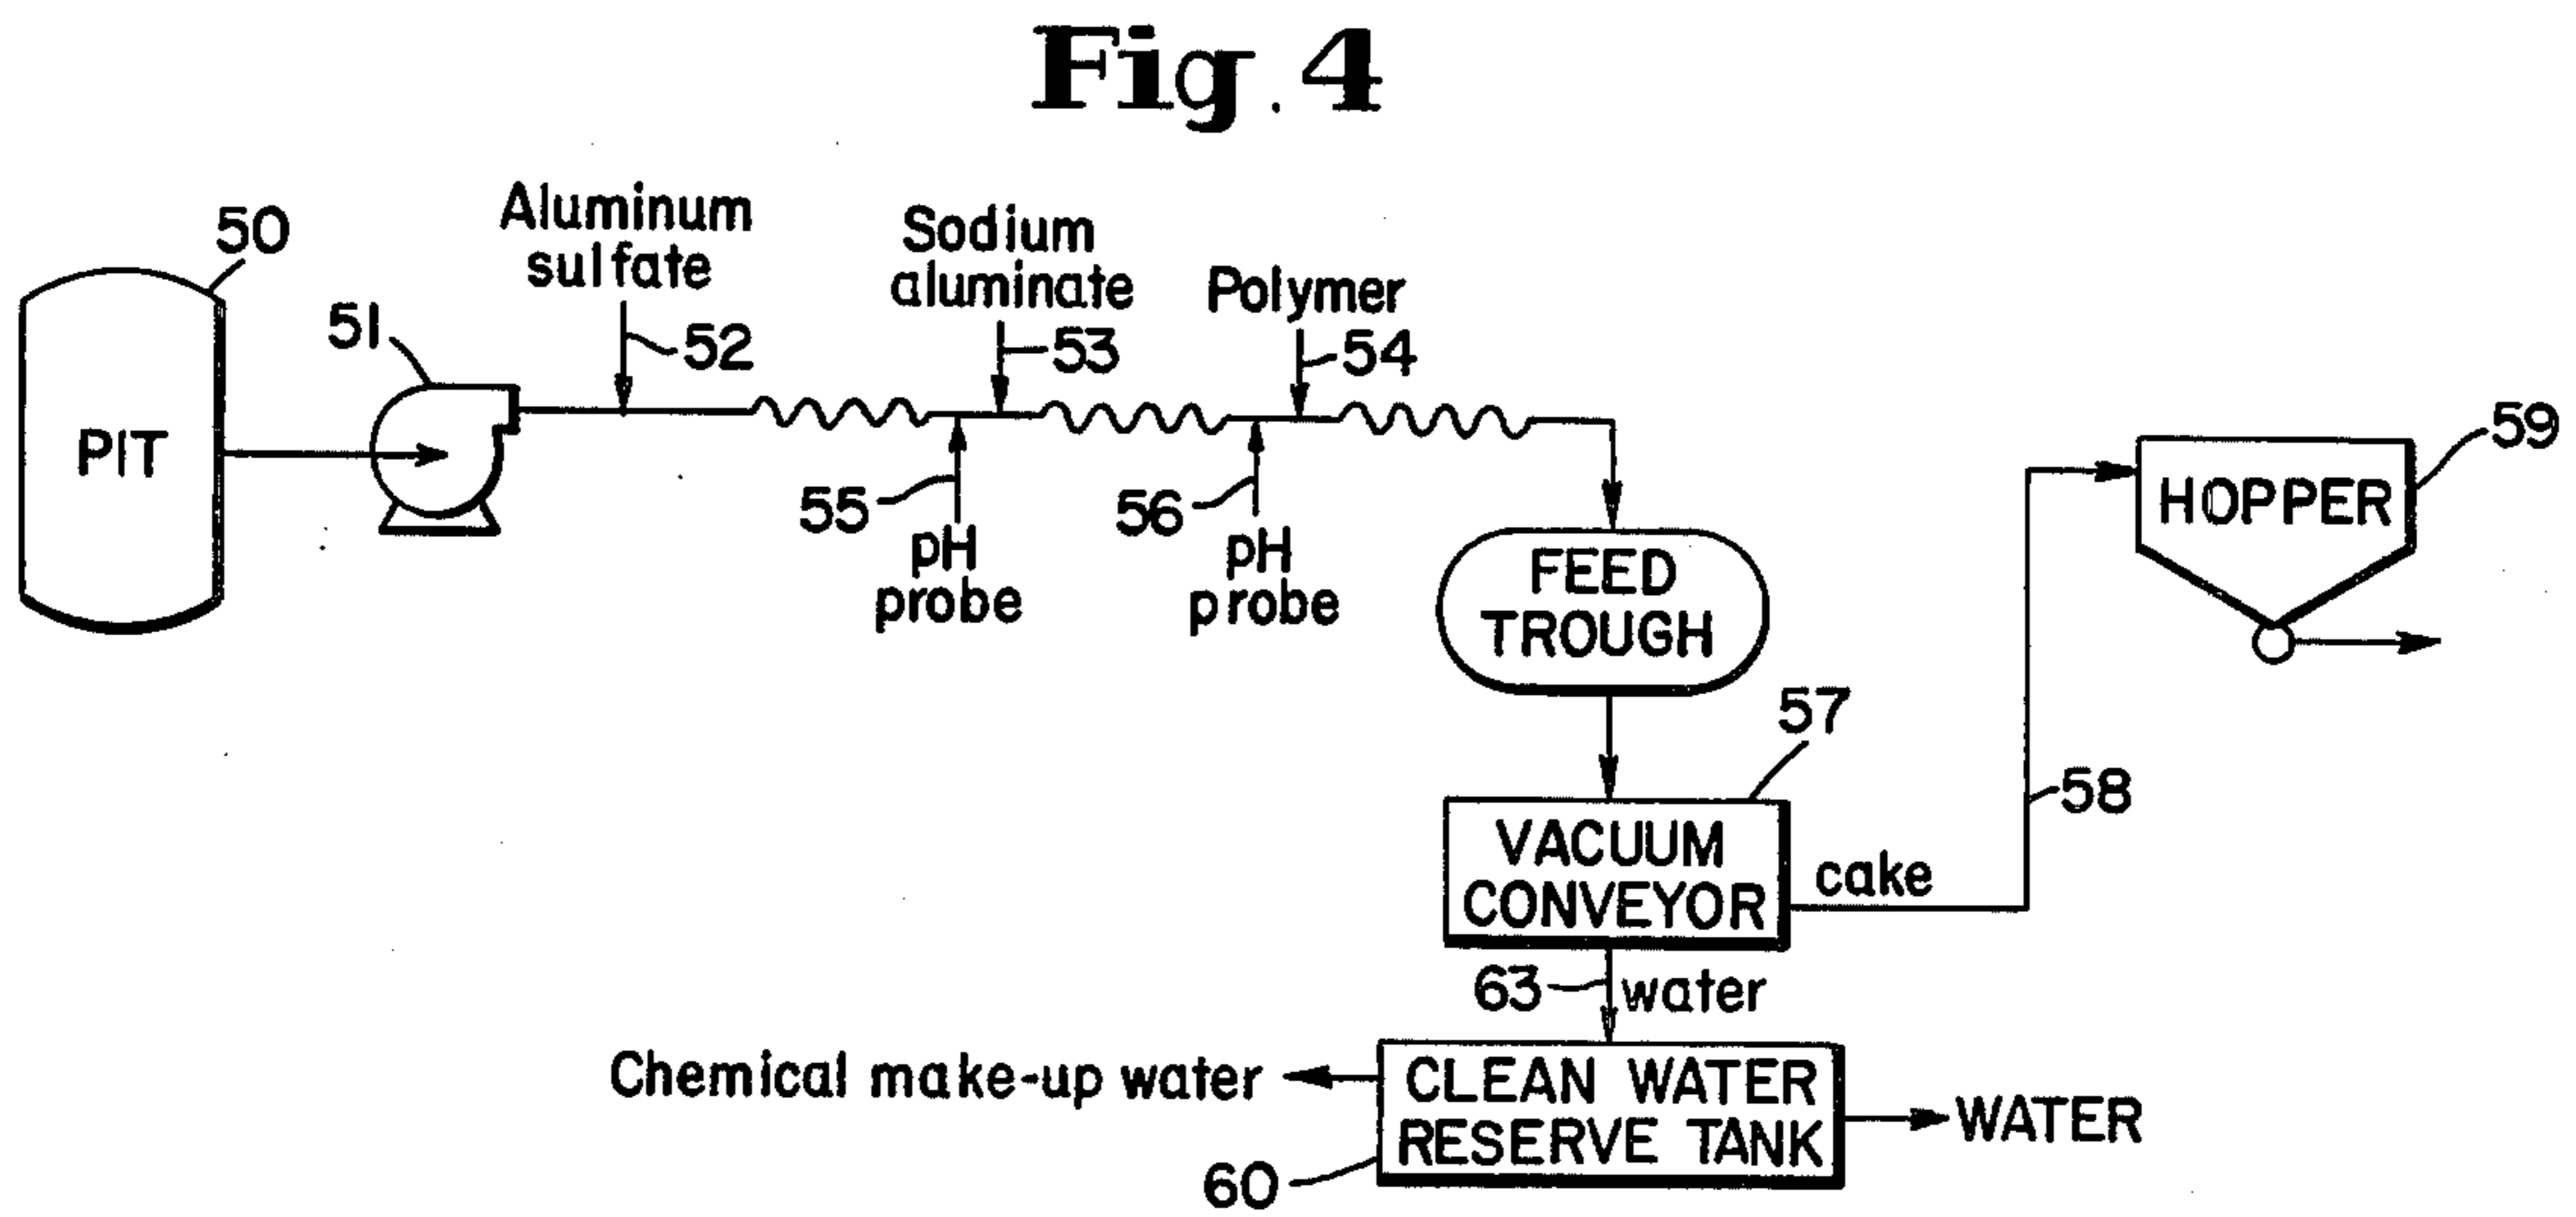 Fig. 4
50
PIT
51
Aluminum
sulfate
52
Sodium
aluminate
53
Polymer
54
55
pH
probe
56
pH
probe
FEED
TROUGH
57
VACUUM
CONVEYOR
cake
58
HOPPER
59
63
water
Chemical make-up water
CLEAN WATER
RESERVE TANK
60
WATER